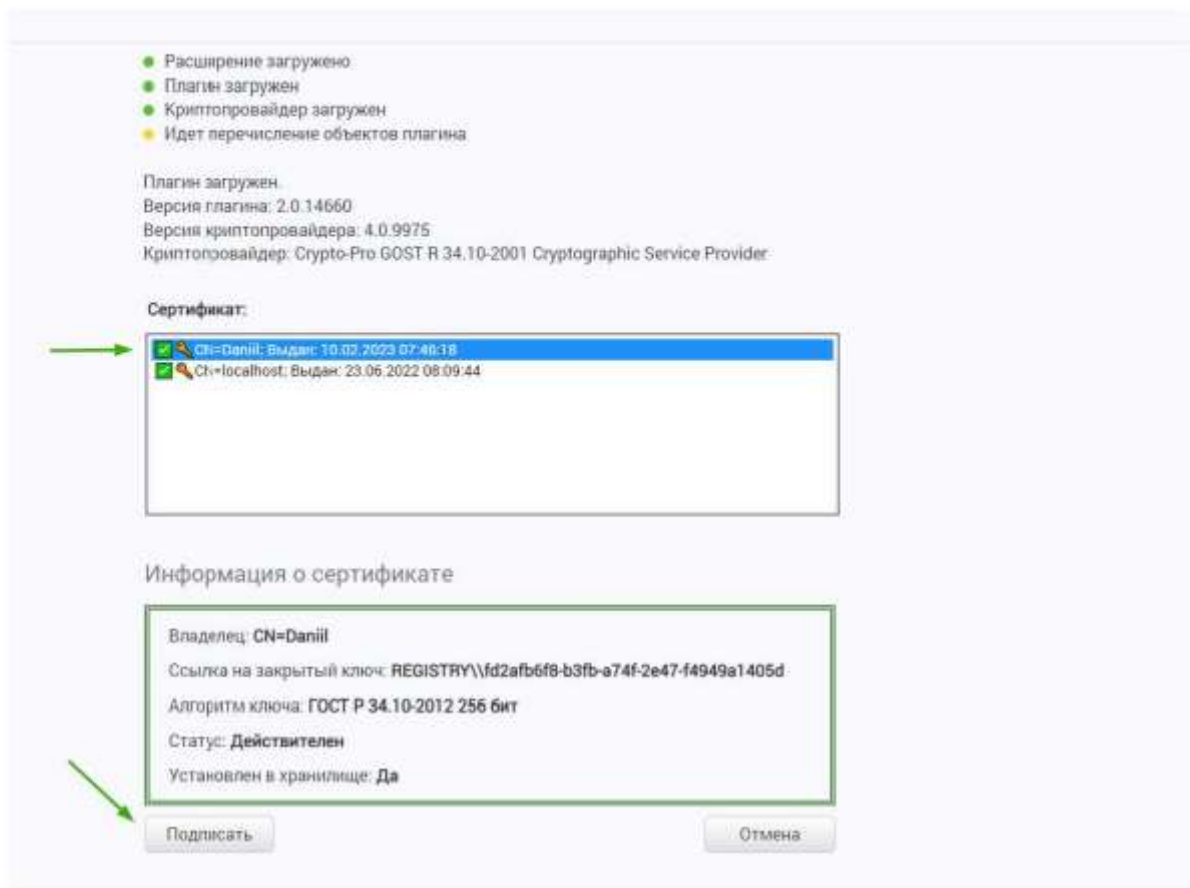 Расширение загружено
Плагин загружен
Криптопровайдер загружен
Идет перечисление объектов плагина
Плагин загружен.
Версия плагина: 2.0.14660
Версия криптопровайдера: 4.0.9975
Криптопровайдер: Crypto-Pro GOST R 34.10-2001 Cryptographic Service Provider
Сертификат:
CN=Daniil; Выдан: 10.02.2023 07:46:18
CN=localhost; Выдан: 23.06.2022 08:09:44
Информация о сертификате
Владелец: CN=Daniil
Ссылка на закрытый ключ: REGISTRY\\fd2afb6f8-b3fb-a74f-2e47-f4949a1405d
Алгоритм ключа: ГОСТ Р 34.10-2012 256 бит
Статус: Действителен
Установлен в хранилище: Да
Подписать Отмена